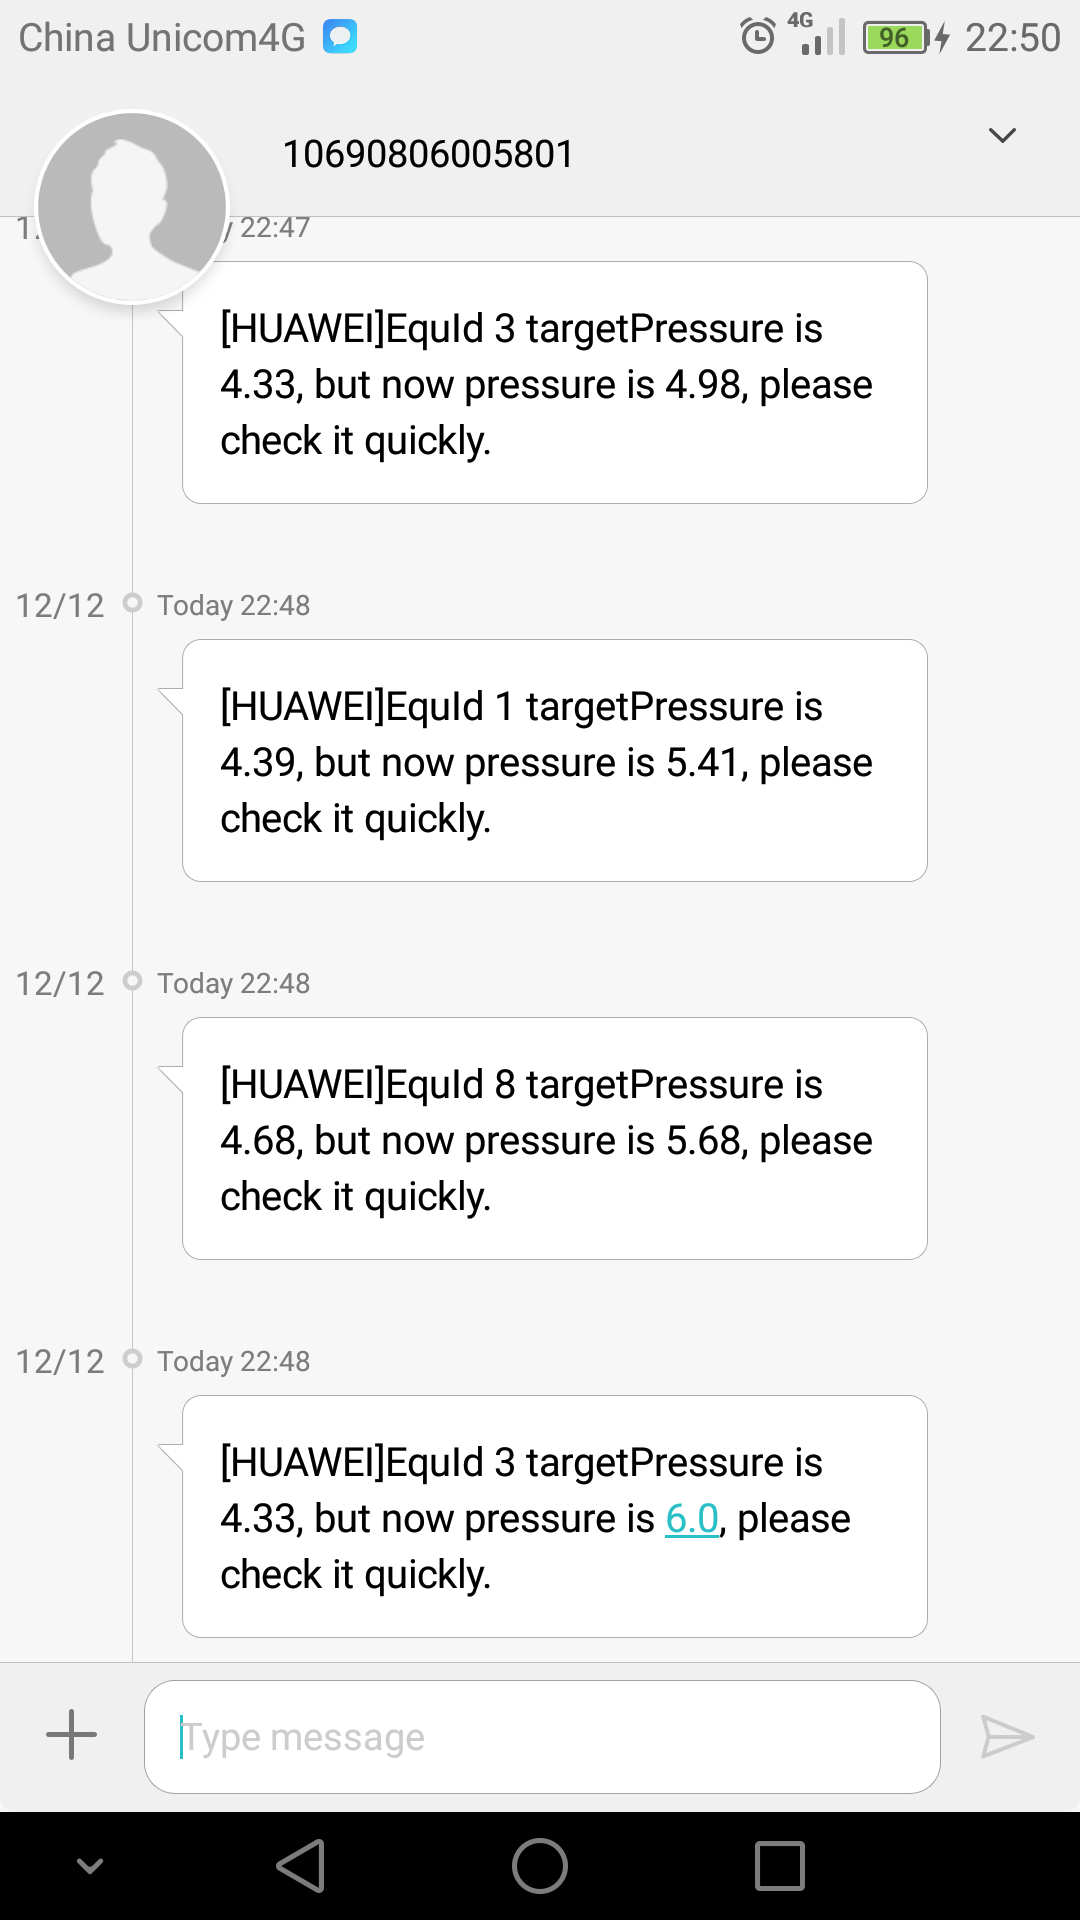 China Unicom4G
4G
96
22:50
10690806005801
22:47
[HUAWEI]EquId 3 targetPressure is
4.33, but now pressure is 4.98, please
check it quickly.
12/12
Today 22:48
[HUAWEI]EquId 1 targetPressure is
4.39, but now pressure is 5.41, please
check it quickly.
12/12
Today 22:48
[HUAWEI]EquId 8 targetPressure is
4.68, but now pressure is 5.68, please
check it quickly.
12/12
Today 22:48
[HUAWEI]EquId 3 targetPressure is
4.33, but now pressure is 6.0, please
check it quickly.
Type message